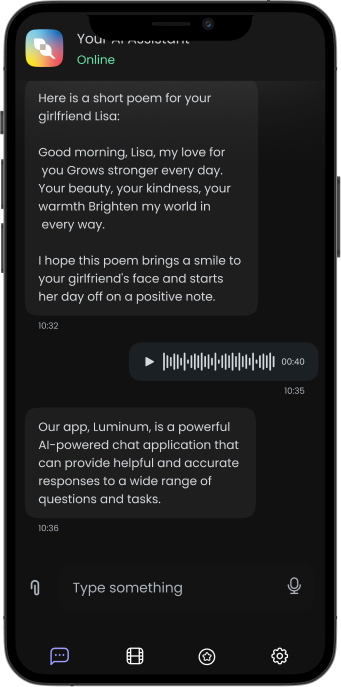 Your AI Assistant
Online
Here is a short poem for your
girlfriend Lisa:
Good morning, Lisa, my love for
you Grows stronger every day.
Your beauty, your kindness, your
warmth Brighten my world in
every way.
I hope this poem brings a smile to
your girlfriend's face and starts
her day off on a positive note.
10:32
00:40
10:35
Our app, Luminum, is a powerful
AI-powered chat application that
can provide helpful and accurate
responses to a wide range of
questions and tasks.
10:36
Type something